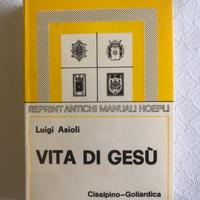 REPRINT ANTICHI MANUALI HOEPLI
Luigi Asioli
VITA DI GESÙ
Cisalpino-Goliardica